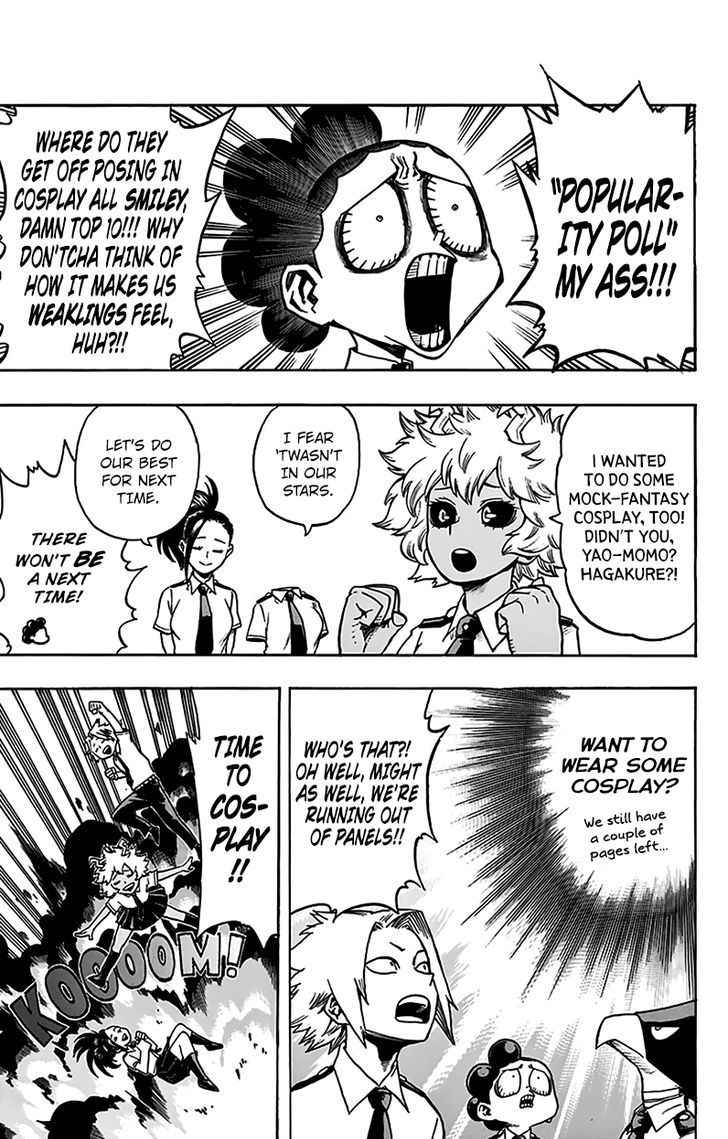 "POPULAR-
ITY POLL"
MY ASS!!!
WHERE DO THEY
GET OFF POSING IN
COSPLAY ALL SMILEY,
DAMN TOP 10!!! WHY
DON'TCHA THINK OF
HOW IT MAKES US
WEAKLINGS FEEL,
HUH?!!
I WANTED
TO DO SOME
MOCK-FANTASY
COSPLAY, TOO!
DIDN'T YOU,
YAO-MOMO?
HAGAKURE?!
I FEAR
'TWASN'T
IN OUR
STARS.
LET'S DO
OUR BEST
FOR NEXT
TIME.
THERE
WON'T BE
A NEXT
TIME!
WANT TO
WEAR SOME
COSPLAY?
We still have
a couple of
pages left...
WHO'S THAT?!
OH WELL, MIGHT
AS WELL, WE'RE
RUNNING OUT
OF PANELS!!
TIME
TO
COS-
PLAY
!!
KOOOOM!